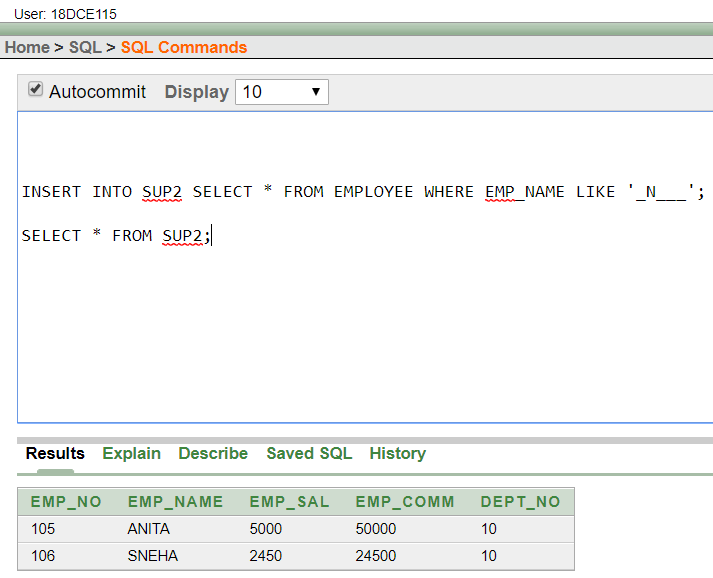 User: 18DCE115
Home > SQL > SQL Commands
Autocommit Display 10
INSERT INTO SUP2 SELECT * FROM EMPLOYEE WHERE EMP_NAME LIKE '_N___';
SELECT * FROM SUP2;
Results Explain Describe Saved SQL History
EMP_NO EMP_NAME EMP_SAL EMP_COMM DEPT_NO
105 ANITA 5000 50000 10
106 SNEHA 2450 24500 10